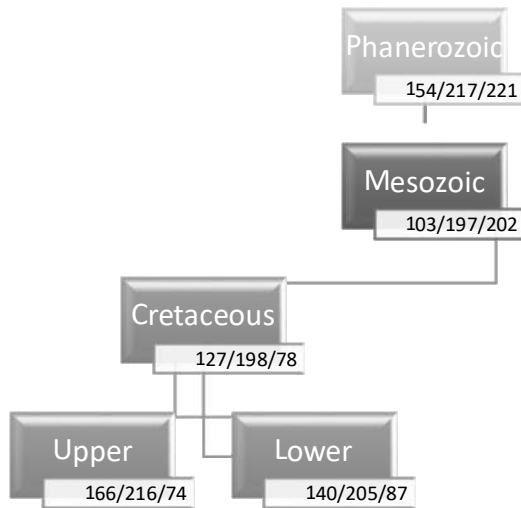 Phanerozoic
154/217/221
Mesozoic
103/197/202
Cretaceous
127/198/78
Upper
166/216/74
Lower
140/205/87